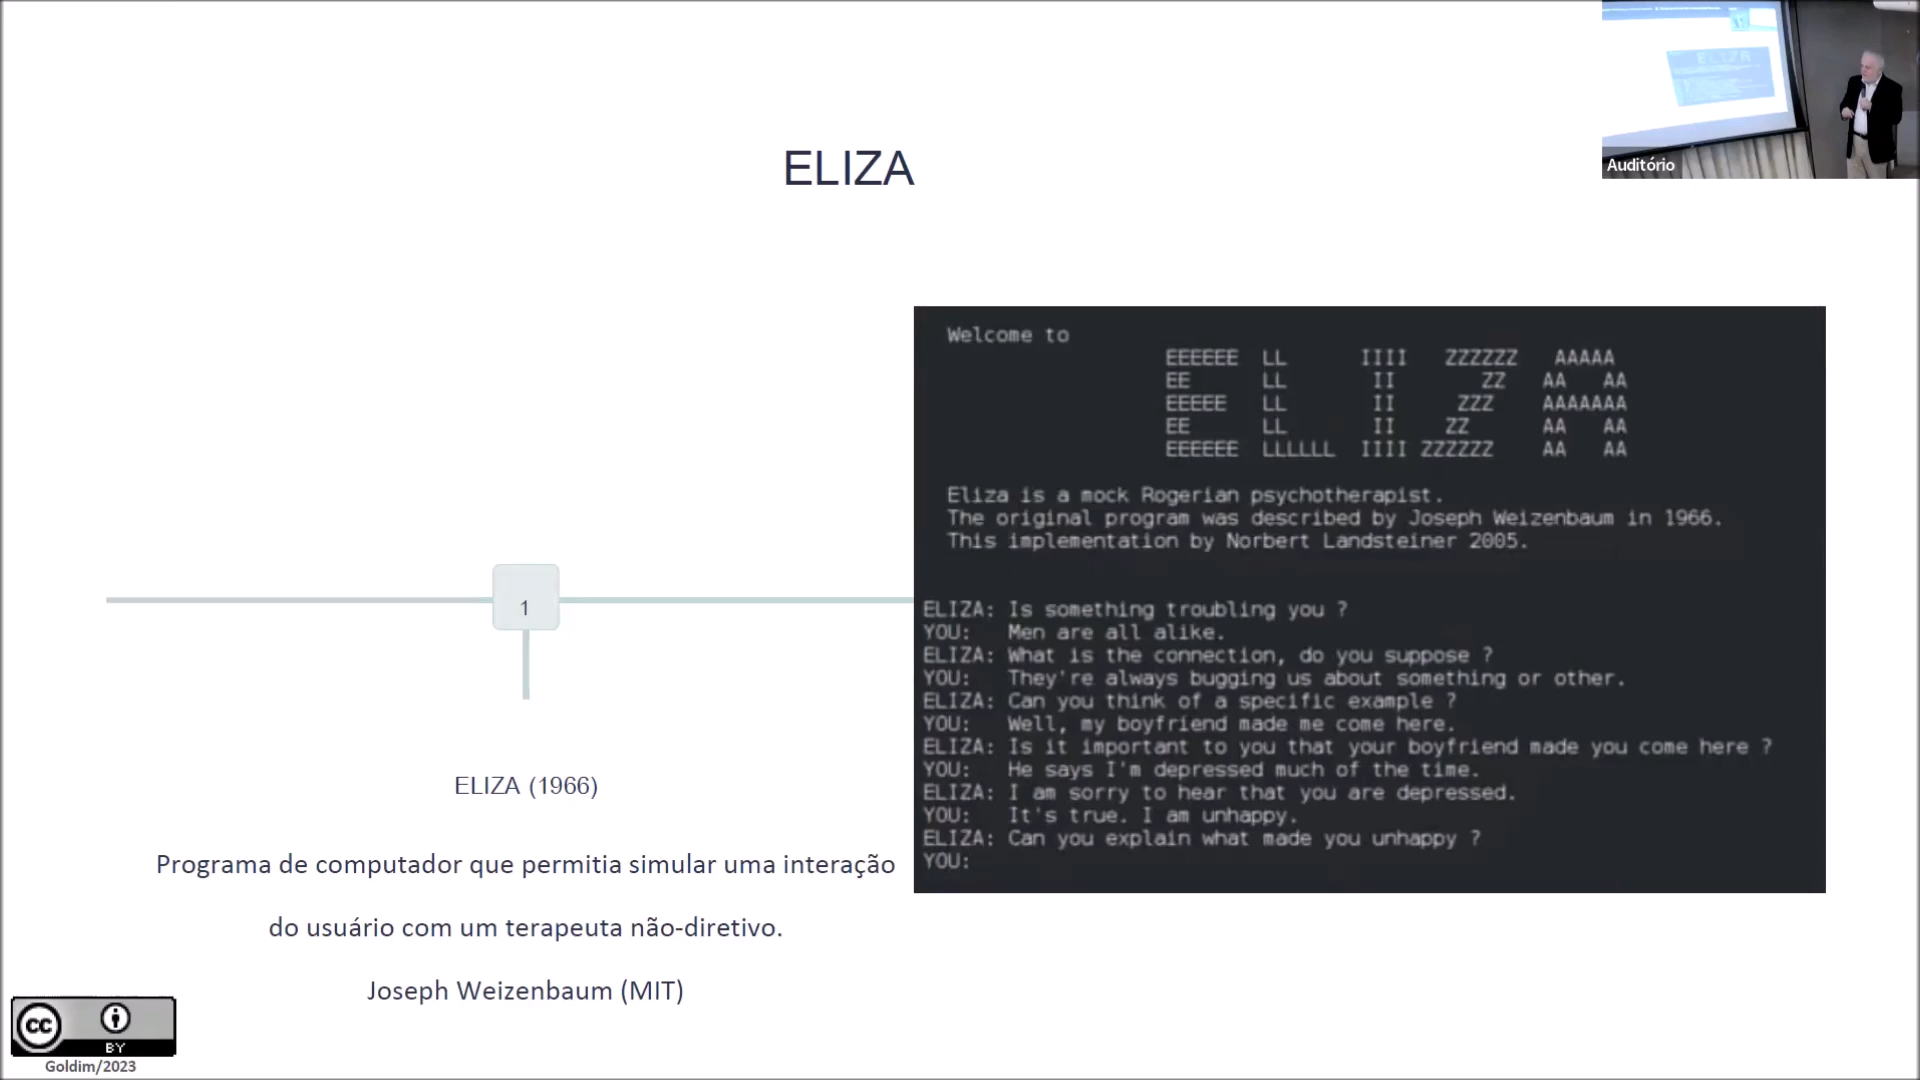 Auditório
ELIZA
Welcome to
EEEEEE  LL      IIII   ZZZZZZ   AAAAA
EE      LL       II       ZZ   AA   AA
EEEEE   LL       II     ZZZ    AAAAAAA
EE      LL       II    ZZ      AA   AA
EEEEEE  LLLLLL  IIII ZZZZZZ    AA   AA
Eliza is a mock Rogerian psychotherapist.
The original program was described by Joseph Weizenbaum in 1966.
This implementation by Norbert Landsteiner 2005.
ELIZA: Is something troubling you ?
YOU:   Men are all alike.
ELIZA: What is the connection, do you suppose ?
YOU:   They're always bugging us about something or other.
ELIZA: Can you think of a specific example ?
YOU:   Well, my boyfriend made me come here.
ELIZA: Is it important to you that your boyfriend made you come here ?
YOU:   He says I'm depressed much of the time.
ELIZA: I am sorry to hear that you are depressed.
YOU:   It's true. I am unhappy.
ELIZA: Can you explain what made you unhappy ?
YOU:
1
ELIZA (1966)
Programa de computador que permitia simular uma interação
do usuário com um terapeuta não-diretivo.
Joseph Weizenbaum (MIT)
cc
BY
Goldim/2023